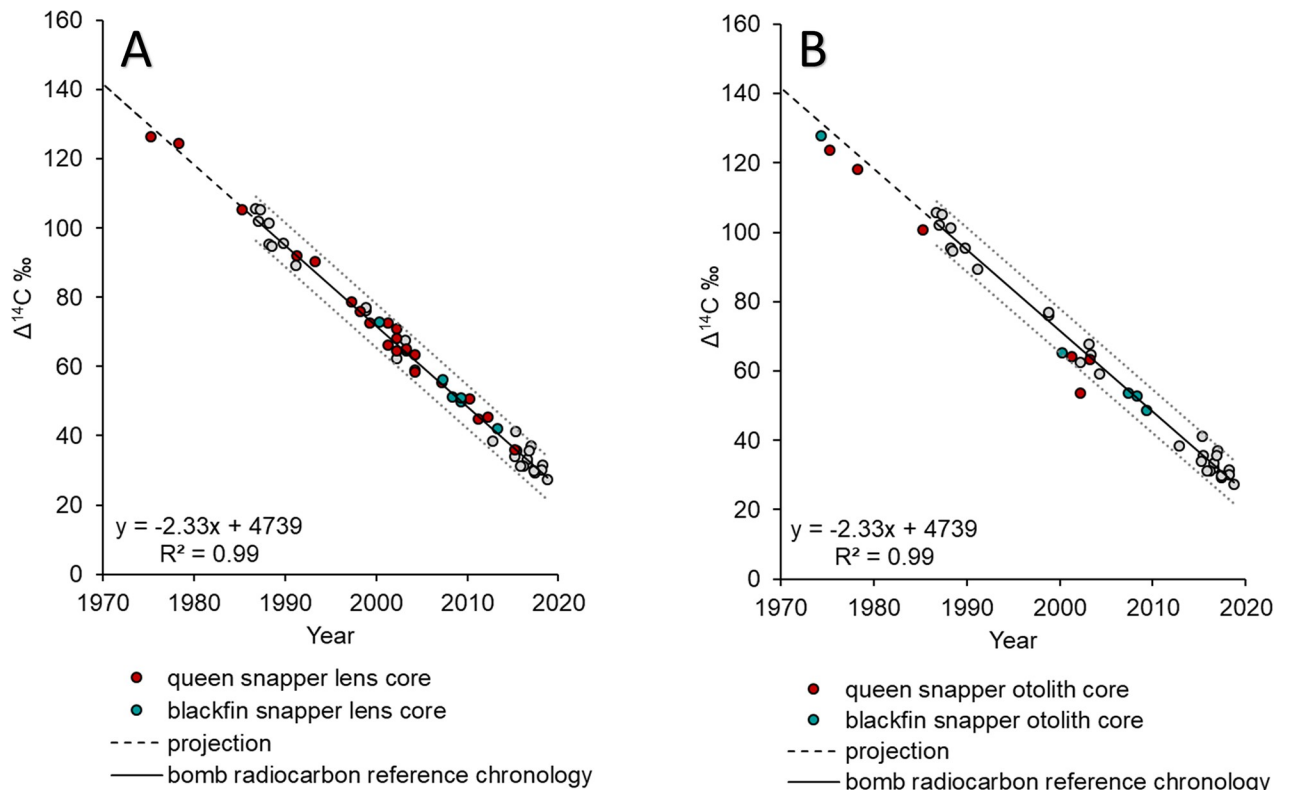 A
160
140
120
100
80
60
40
20
0
Δ¹⁴C ‰
1970 1980 1990 2000 2010 2020
Year
y = -2.33x + 4739
R² = 0.99
queen snapper lens core
blackfin snapper lens core
projection
bomb radiocarbon reference chronology
B
160
140
120
100
80
60
40
20
0
Δ¹⁴C ‰
1970 1980 1990 2000 2010 2020
Year
y = -2.33x + 4739
R² = 0.99
queen snapper otolith core
blackfin snapper otolith core
projection
bomb radiocarbon reference chronology